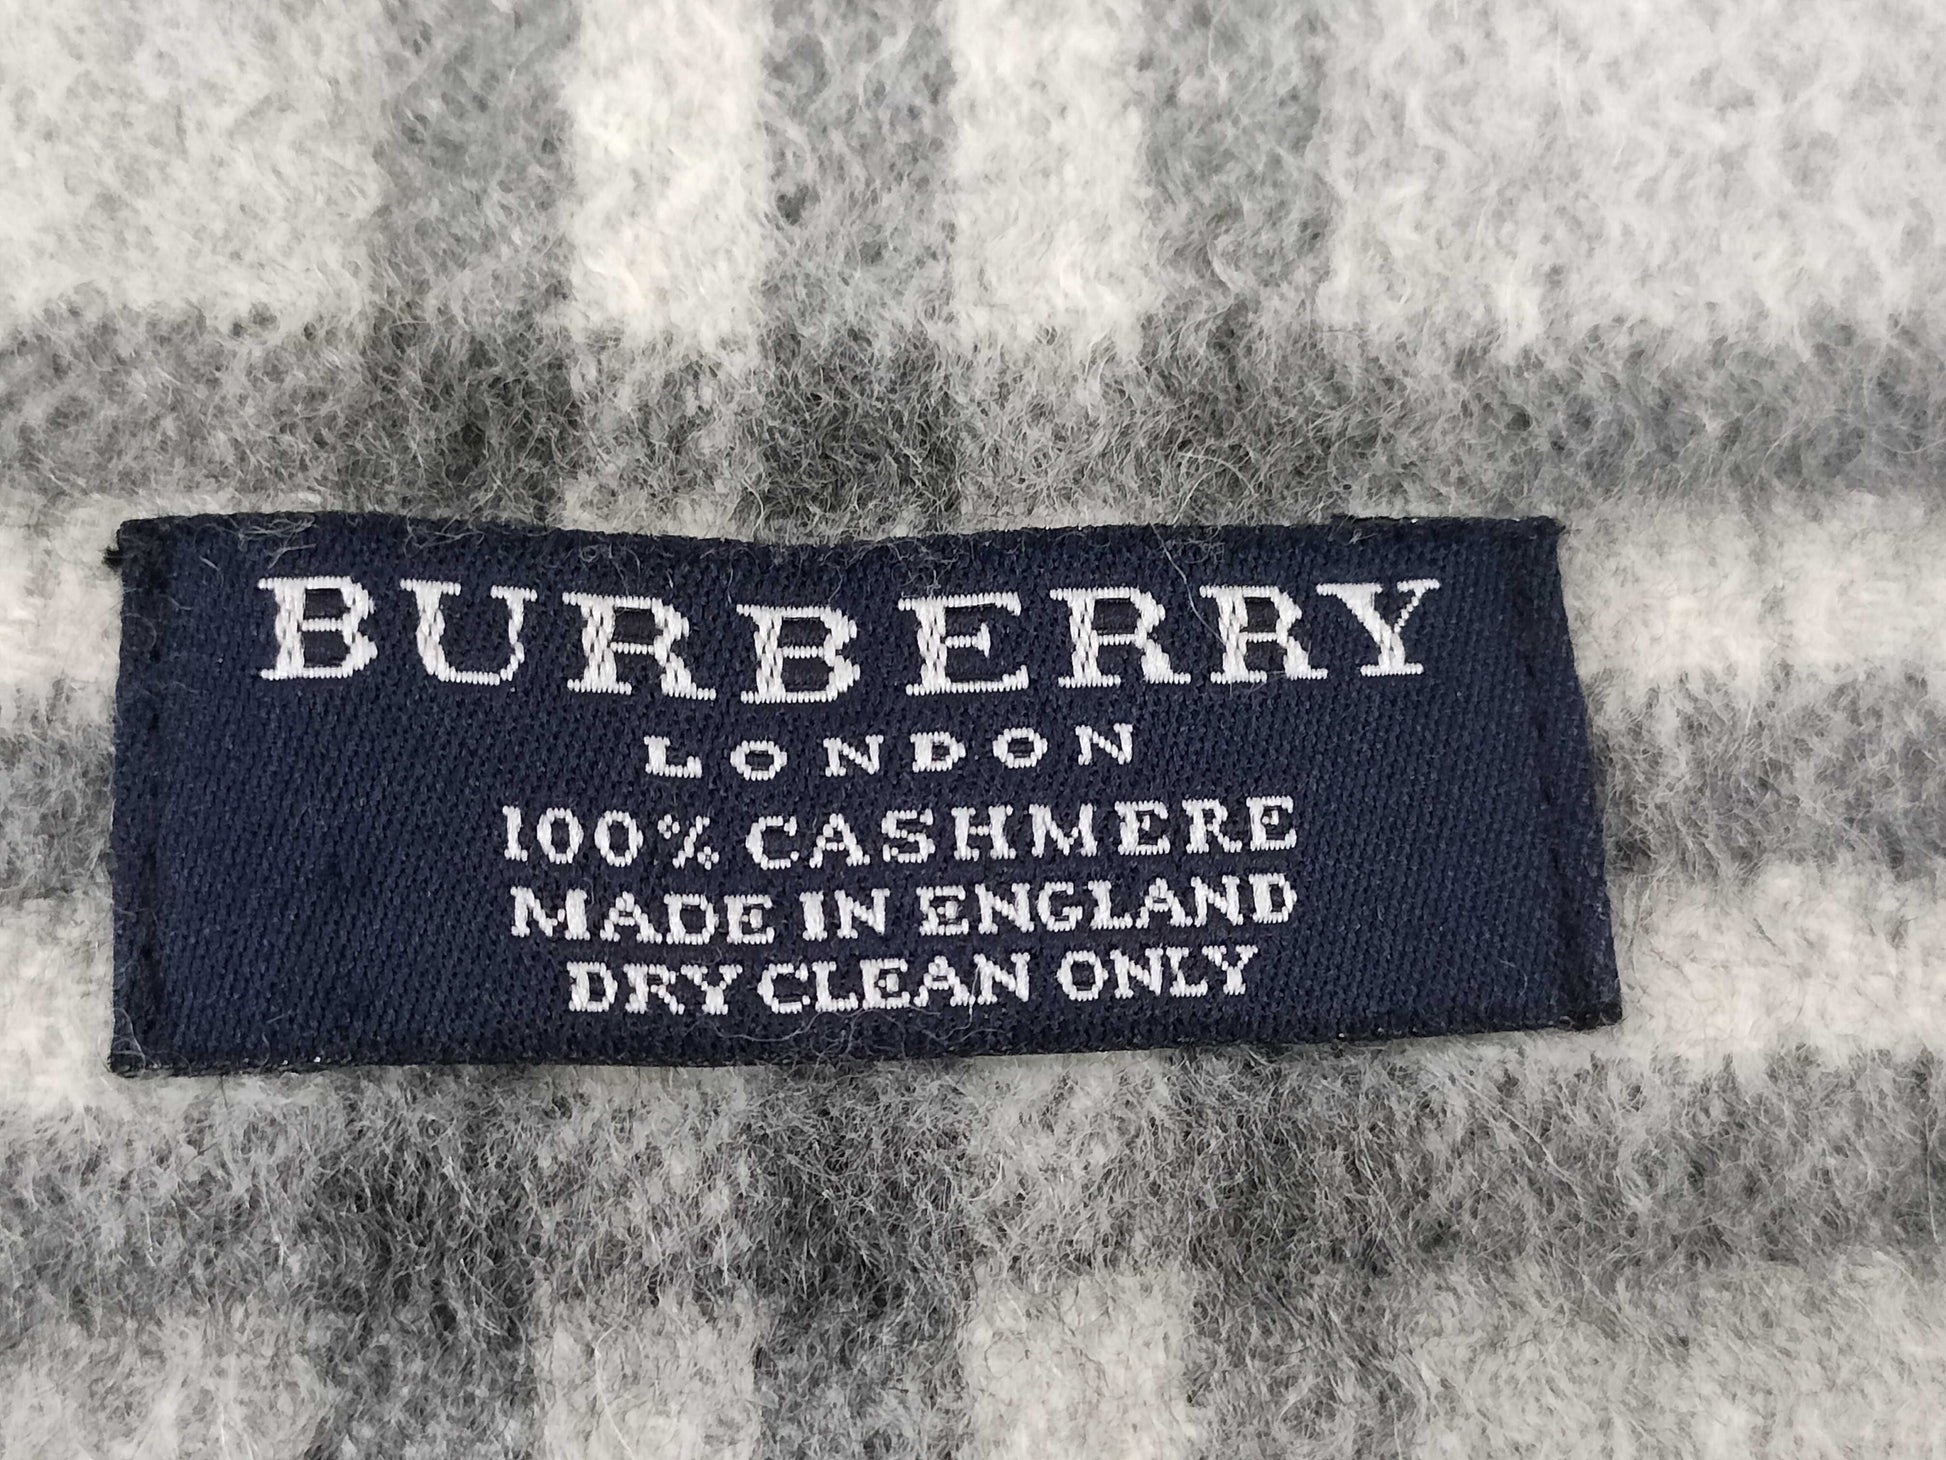 BURBERRY
LONDON
100% CASHMERE
MADE IN ENGLAND
DRY CLEAN ONLY